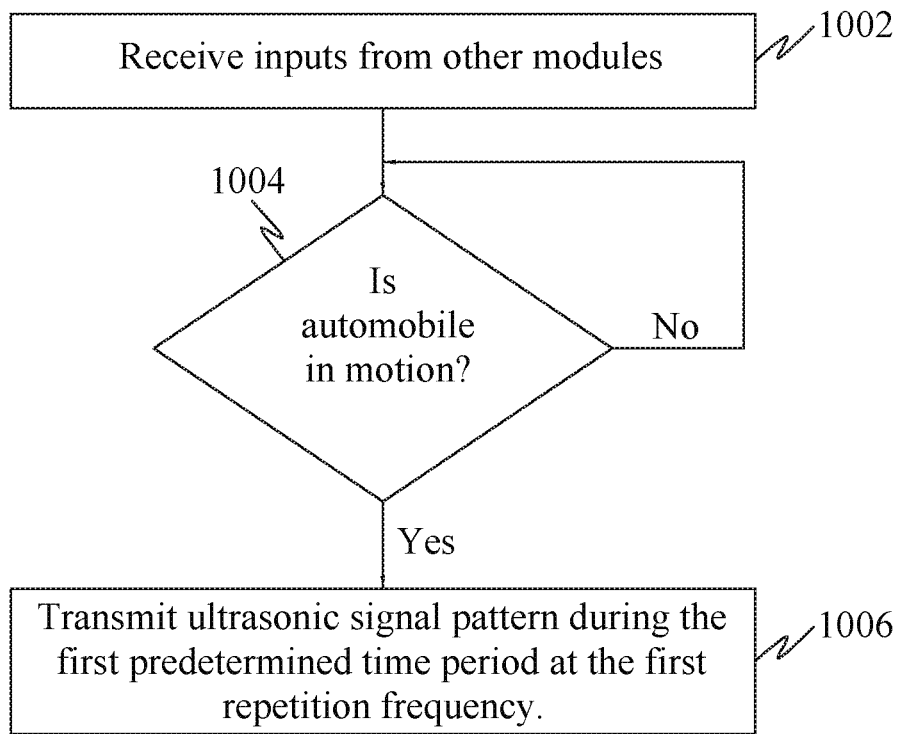 Receive inputs from other modules
1002
1004
Is
automobile
in motion?
No
Yes
Transmit ultrasonic signal pattern during the
first predetermined time period at the first
repetition frequency.
1006